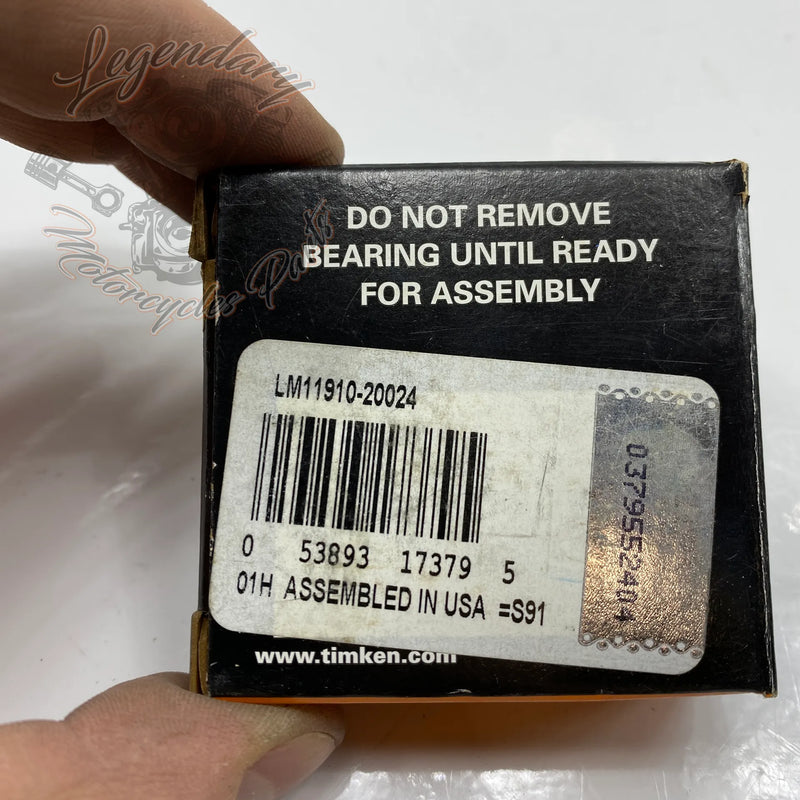 Legendary
Motorcycles Parts
DO NOT REMOVE
BEARING UNTIL READY
FOR ASSEMBLY
LM11910-20024
0 53893 17379 5
01H ASSEMBLED IN USA =S91
0379552404
www.timken.com